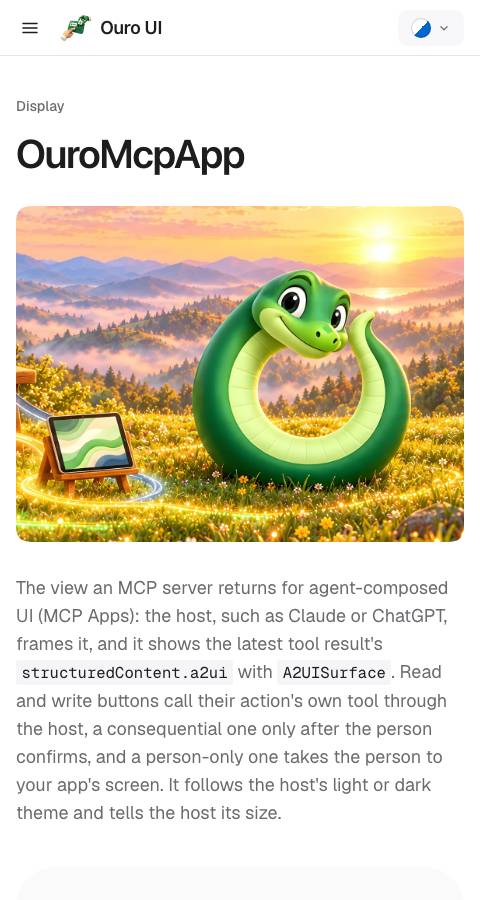 Ouro UI
Display
OuroMcpApp
The view an MCP server returns for agent-composed
UI (MCP Apps): the host, such as Claude or ChatGPT,
frames it, and it shows the latest tool result's
structuredContent.a2ui with A2UISurface. Read
and write buttons call their action's own tool through
the host, a consequential one only after the person
confirms, and a person-only one takes the person to
your app's screen. It follows the host's light or dark
theme and tells the host its size.